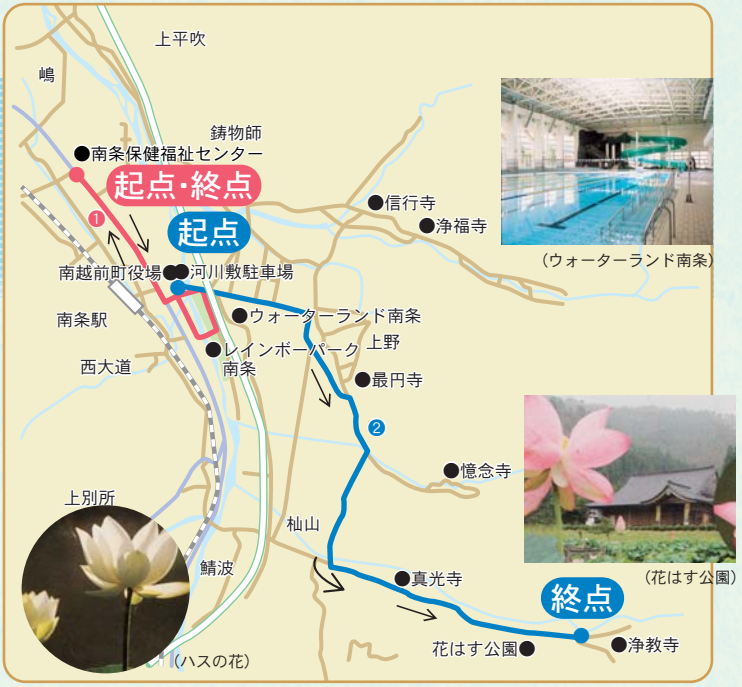 上平吹
嶋
鋳物師
●南条保健福祉センター
起点・終点
①
起点
●信行寺
●浄福寺
(ウォーターランド南条)
南越前町役場●
●河川敷駐車場
南条駅
●ウォーターランド南条
上野
●レインボーパーク
南条
西大道
●最円寺
②
●憶念寺
上別所
杣山
鯖波
●真光寺
(花はす公園)
終点
花はす公園●
●浄教寺
(ハスの花)